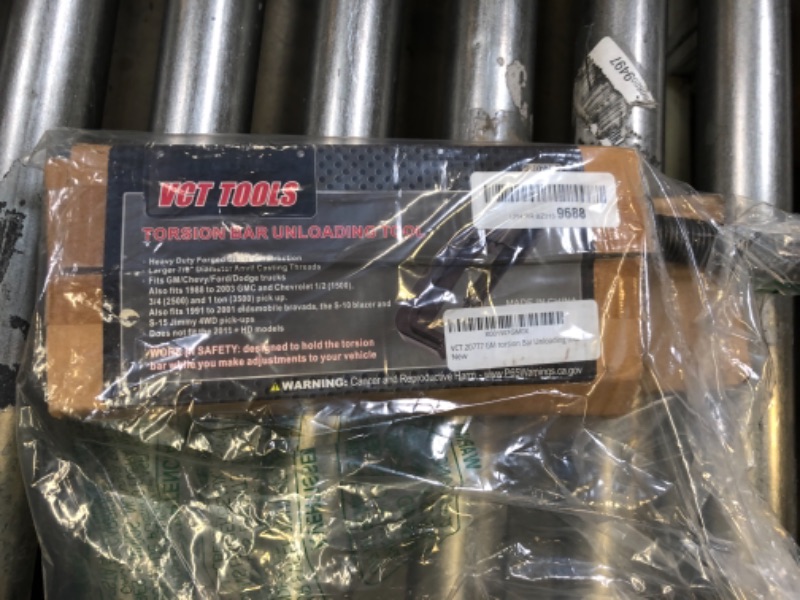 VCT TOOLS
TORSION BAR UNLOADING TOOL
Heavy Duty Forged
Larger 7/8" Diameter Anvil Casting Threads
Fits GM/Chevy/Ford/Dodge trucks
Also fits 1988 to 2003 GMC and Chevrolet 1/2 (1500)
3/4 (2500) and 1 ton (3500) pick up.
Also fits 1991 to 2001 oldsmobile bravada, the S-10 blazer and
S-15 Jimmy 4WD pick-ups
Does not fit the 2011 + HD models
WORK IN SAFETY: designed to hold the torsion
bar while you make adjustments to your vehicle
WARNING: Cancer and Reproductive Harm - www.P65Warnings.ca.gov
9688
MADE IN CHINA
torsion Bar Unloading
New
9497